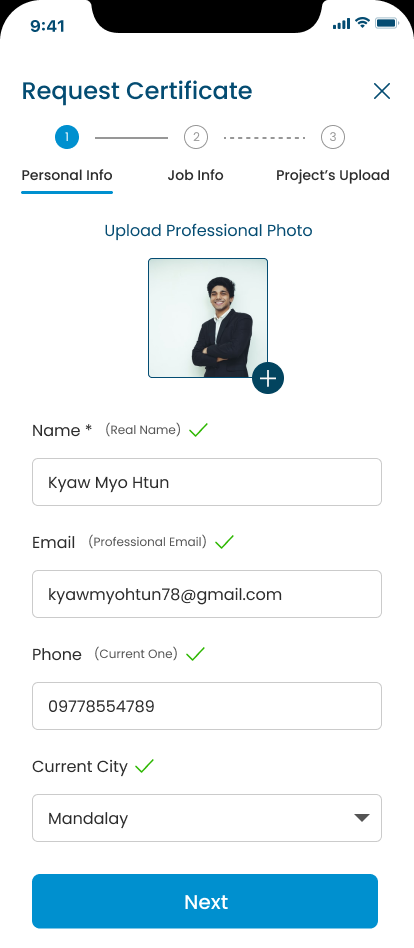 9:41
Request Certificate
1 2 3
Personal Info Job Info Project's Upload
Upload Professional Photo
Name * (Real Name)
Kyaw Myo Htun
Email (Professional Email)
kyawmyohtun78@gmail.com
Phone (Current One)
09778554789
Current City
Mandalay
Next